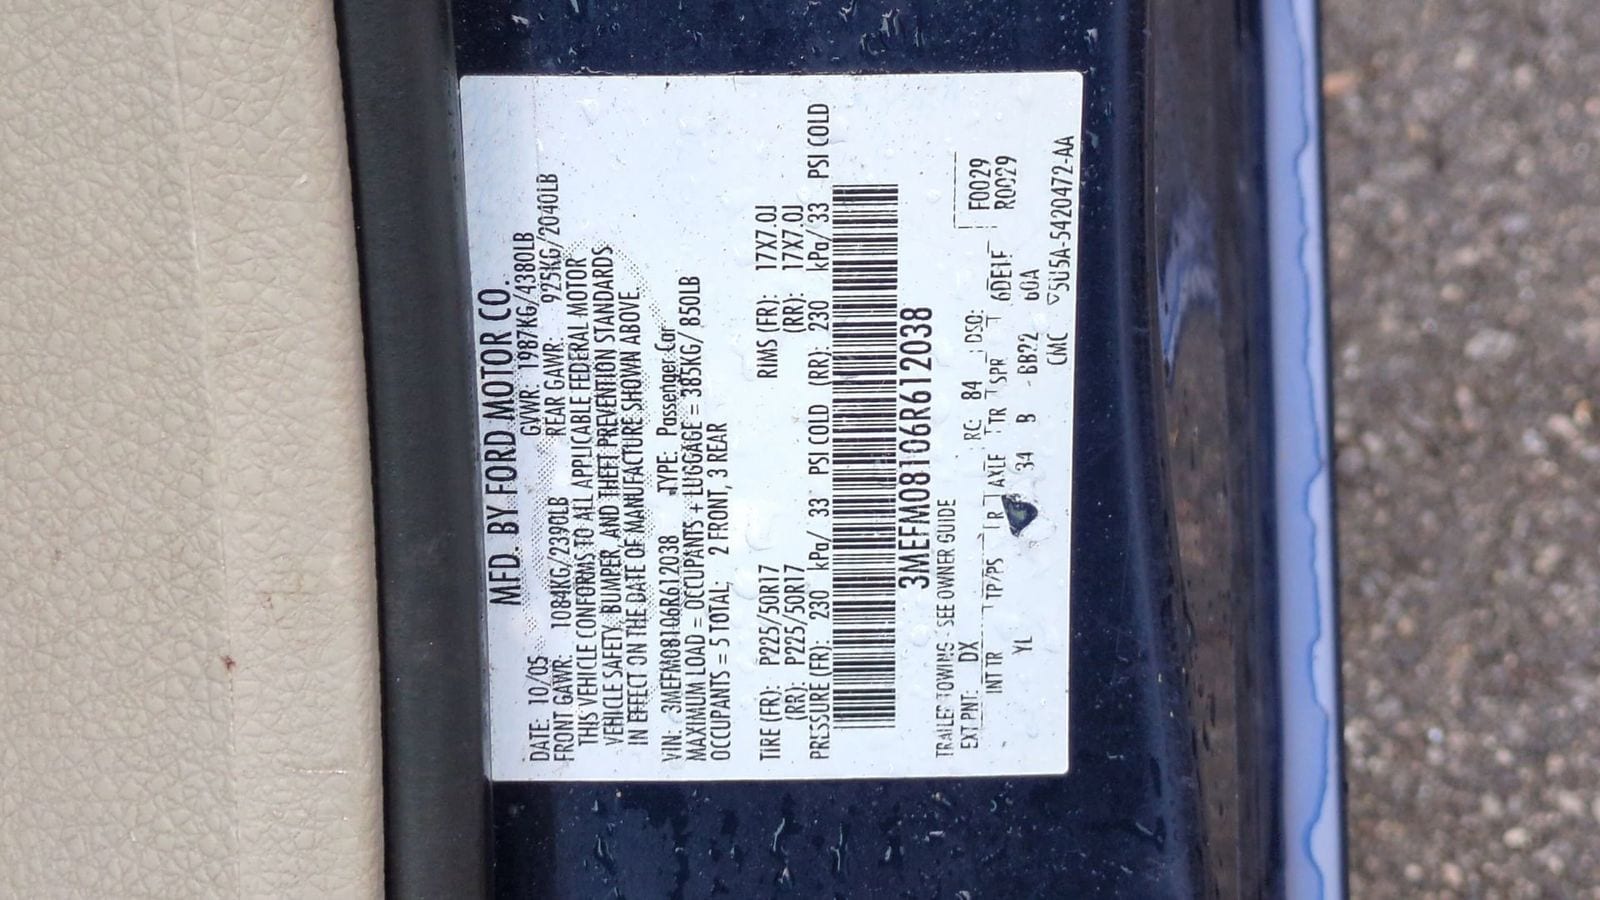 MFD. BY FORD MOTOR CO.
DATE: 10/05 GVWR: 1987KG/4380LB
FRONT GAWR: 1084KG/2390LB REAR GAWR: 925KG/2040LB
THIS VEHICLE CONFORMS TO ALL APPLICABLE FEDERAL MOTOR
VEHICLE SAFETY, BUMPER, AND THEFT PREVENTION STANDARDS
IN EFFECT ON THE DATE OF MANUFACTURE SHOWN ABOVE.
VIN: 3MEFM08106R612038 TYPE: Passenger Car
MAXIMUM LOAD = OCCUPANTS + LUGGAGE = 385KG/ 850LB
OCCUPANTS = 5 TOTAL; 2 FRONT, 3 REAR
TIRE (FR): P225/50R17 RIMS (FR): 17X7.0J
(RR): P225/50R17 (RR): 17X7.0J
PRESSURE (FR): 230 kPa/ 33 PSI COLD (RR): 230 kPa/ 33 PSI COLD
3MEFM08106R612038
TRAILER TOWING - SEE OWNER GUIDE
EXT PNT: DX RC: 84 DSO: F0029
INT TR TP/PS R AXLE TR SPR 6DE1F R0029
YL 34 B BB22 60A
CMC 5U5A-5420472-AA